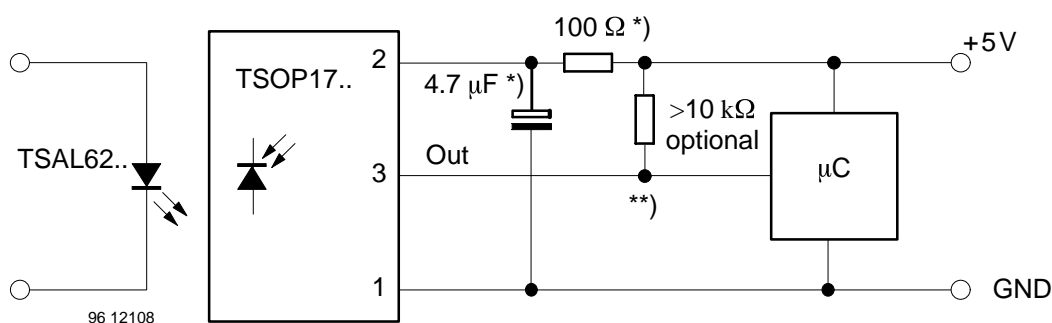 100 Ω *)
+5V
2
TSOP17..
4.7 μF *)
>10 kΩ
optional
TSAL62..
Out
3
μC
**)
1
GND
96 12108